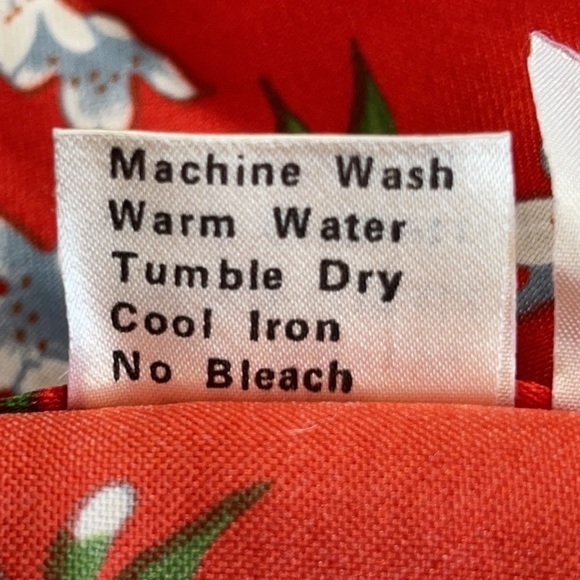 Machine Wash
Warm Water
Tumble Dry
Cool Iron
No Bleach